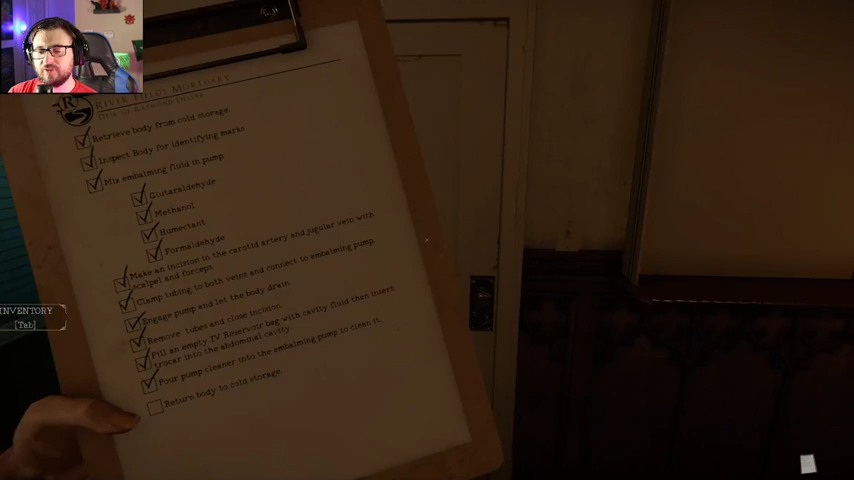 RIVER FIELDS MORTUARY
Retrieve body from cold storage.
Inspect Body for identifying marks
Mix embalming fluid in pump
Glutaraldehyde
Methanol
Humectant
Formaldehyde
Make an incision in the carotid artery and jugular vein with
scalpel and forceps.
Clamp tubing to both veins and connect to embalming pump.
Engage pump and let the body drain.
Remove tubes and close incision.
Fill an empty IV Reservoir bag with cavity fluid then insert
trocar into the abdominal cavity.
Pour pump cleaner into the embalming pump to clean it.
Return body to cold storage.
INVENTORY
[Tab]